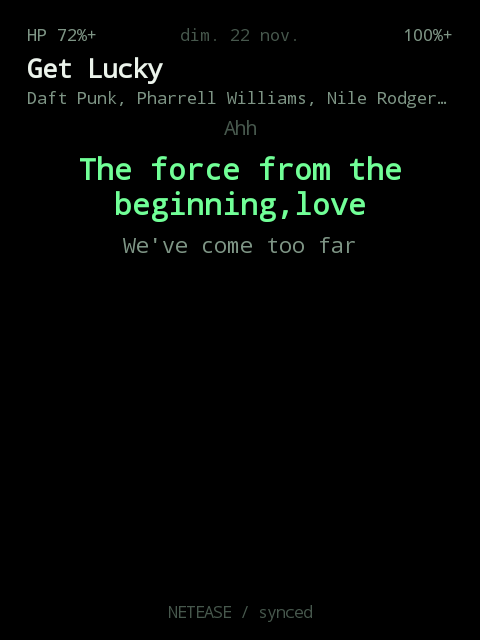 HP 72%+ dim. 22 nov. 100%+
Get Lucky
Daft Punk, Pharrell Williams, Nile Rodger…
Ahh
The force from the
beginning,love
We've come too far
NETEASE / synced